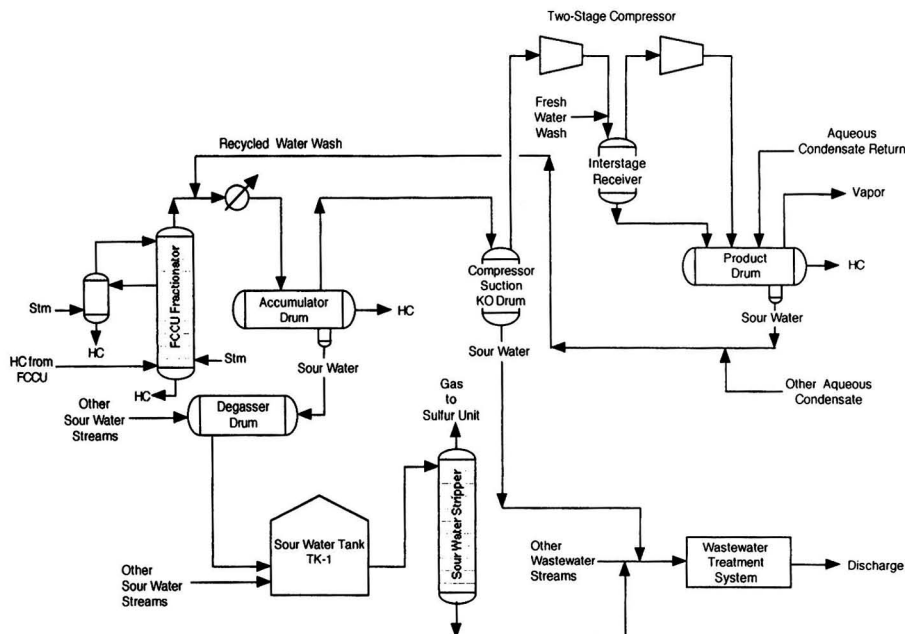 Two-Stage Compressor
Fresh
Water
Wash
Recycled Water Wash
Interstage
Receiver
Aqueous
Condensate Return
Vapor
FCCU Fractionator
Accumulator
Drum
HC
Compressor
Suction
KO Drum
Product
Drum
HC
Stm
HC
Sour Water
Sour Water
Sour Water
HC from
FCCU
Stm
HC
Other
Sour Water
Streams
Degasser
Drum
Gas
to
Sulfur Unit
Other Aqueous
Condensate
Sour Water Stripper
Sour Water Tank
TK-1
Other
Sour Water
Streams
Other
Wastewater
Streams
Wastewater
Treatment
System
Discharge